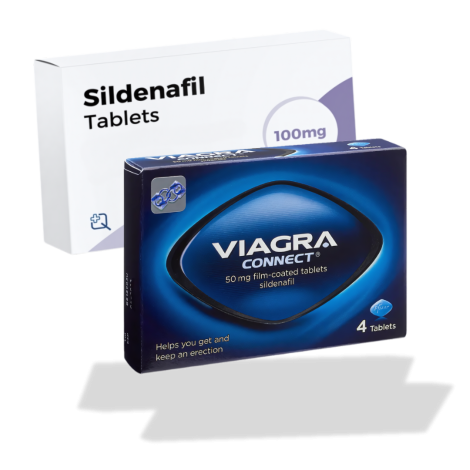 Sildenafil
Tablets
100mg
VIAGRA
CONNECT®
50 mg film-coated tablets
sildenafil
4 Tablets
Helps you get and
keep an erection